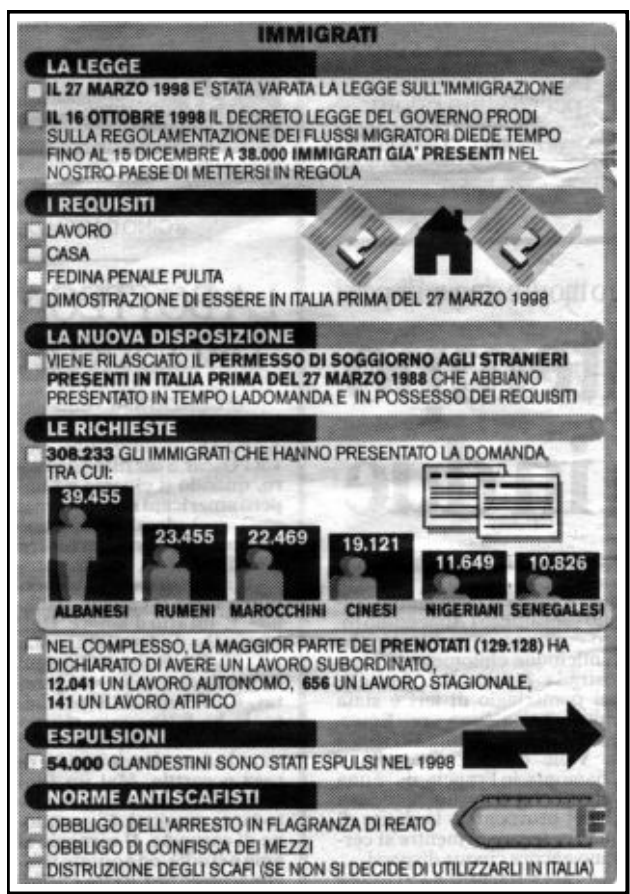 IMMIGRATI
LA LEGGE
IL 27 MARZO 1998 E' STATA VARATA LA LEGGE SULL'IMMIGRAZIONE
IL 16 OTTOBRE 1998 IL DECRETO LEGGE DEL GOVERNO PRODI
SULLA REGOLAMENTAZIONE DEI FLUSSI MIGRATORI DIEDE TEMPO
FINO AL 15 DICEMBRE A 38.000 IMMIGRATI GIA' PRESENTI NEL
NOSTRO PAESE DI METTERSI IN REGOLA
I REQUISITI
LAVORO
CASA
FEDINA PENALE PULITA
DIMOSTRAZIONE DI ESSERE IN ITALIA PRIMA DEL 27 MARZO 1998
LA NUOVA DISPOSIZIONE
VIENE RILASCIATO IL PERMESSO DI SOGGIORNO AGLI STRANIERI
PRESENTI IN ITALIA PRIMA DEL 27 MARZO 1988 CHE ABBIANO
PRESENTATO IN TEMPO LADOMANDA E IN POSSESSO DEI REQUISITI
LE RICHIESTE
308.233 GLI IMMIGRATI CHE HANNO PRESENTATO LA DOMANDA,
TRA CUI:
39.455 23.455 22.469 19.121 11.649 10.826
ALBANESI RUMENI MAROCCHINI CINESI NIGERIANI SENEGALESI
NEL COMPLESSO, LA MAGGIOR PARTE DEI PRENOTATI (129.128) HA
DICHIARATO DI AVERE UN LAVORO SUBORDINATO,
12.041 UN LAVORO AUTONOMO, 656 UN LAVORO STAGIONALE,
141 UN LAVORO ATIPICO
ESPULSIONI
54.000 CLANDESTINI SONO STATI ESPULSI NEL 1998
NORME ANTISCAFISTI
OBBLIGO DELL'ARRESTO IN FLAGRANZA DI REATO
OBBLIGO DI CONFISCA DEI MEZZI
DISTRUZIONE DEGLI SCAFI (SE NON SI DECIDE DI UTILIZZARLI IN ITALIA)